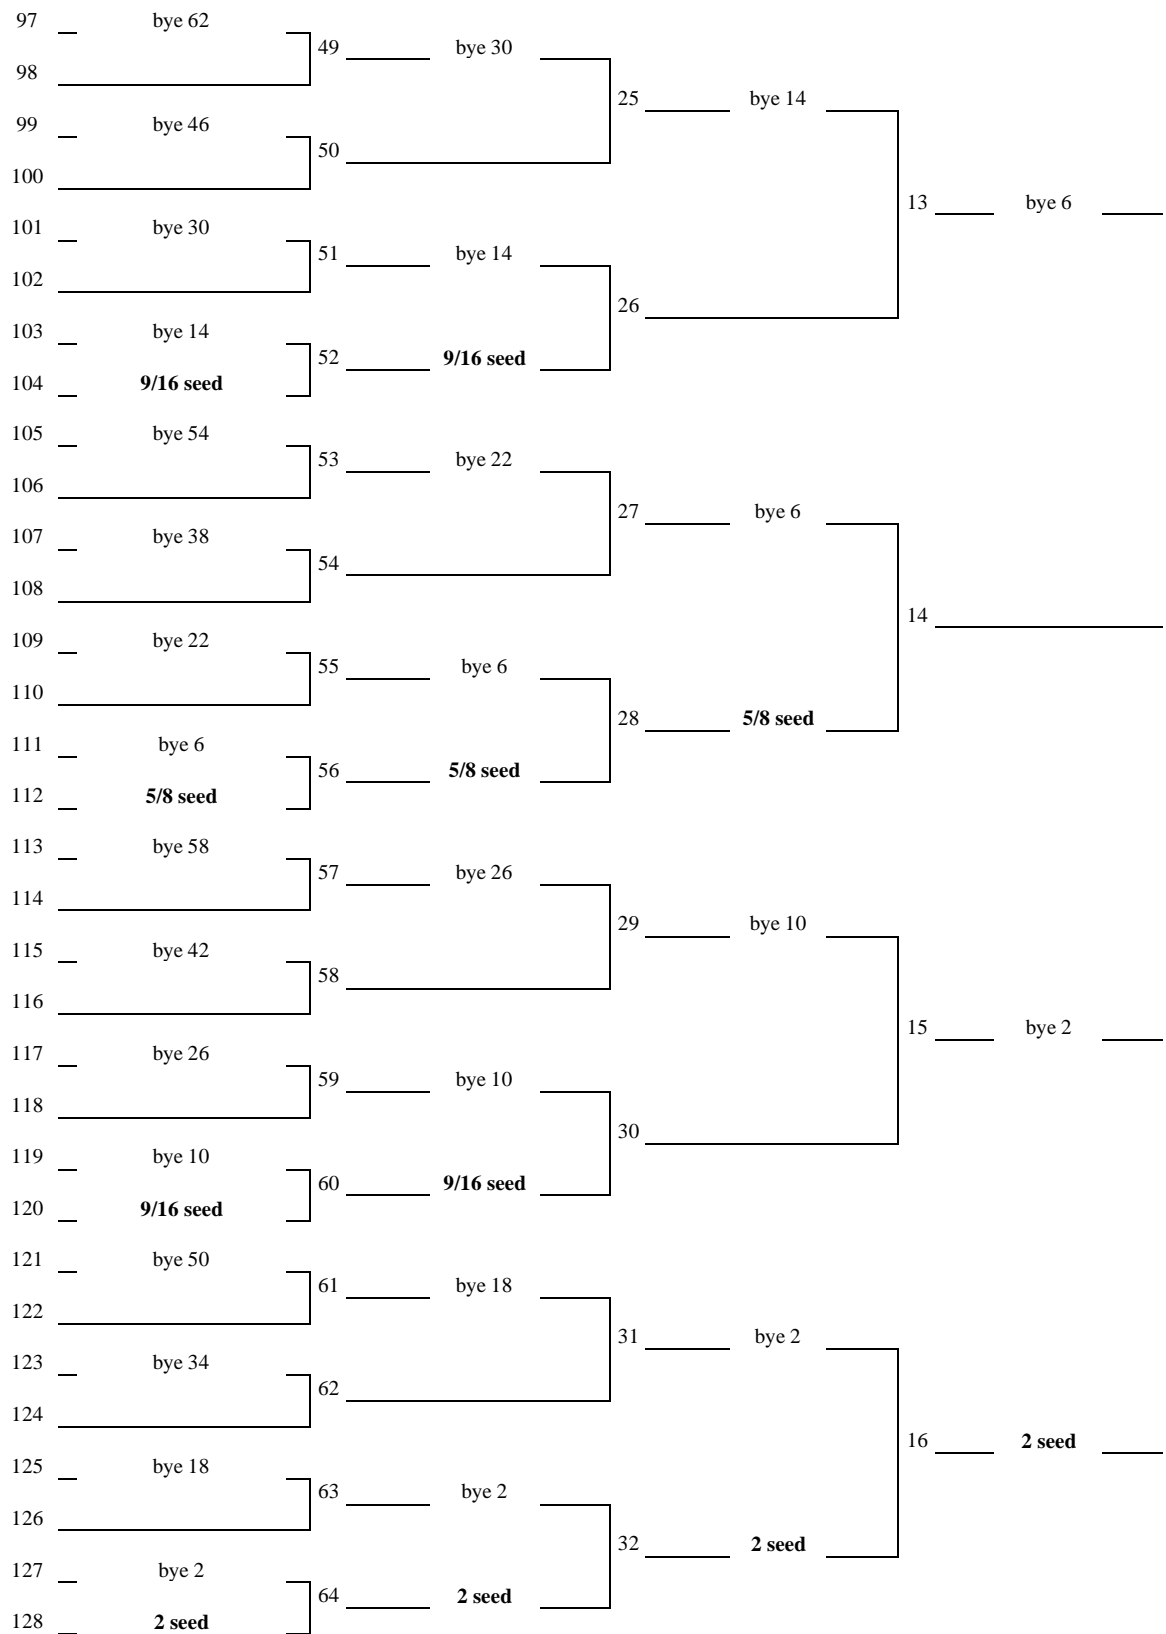 97 bye 62
49 bye 30
98
25 bye 14
99 bye 46
50
100
13 bye 6
101 bye 30
51 bye 14
102
26
103 bye 14
52 9/16 seed
104 9/16 seed
105 bye 54
53 bye 22
106
27 bye 6
107 bye 38
54
108
14
109 bye 22
55 bye 6
110
28 5/8 seed
111 bye 6
56 5/8 seed
112 5/8 seed
113 bye 58
57 bye 26
114
29 bye 10
115 bye 42
58
116
15 bye 2
117 bye 26
59 bye 10
118
30
119 bye 10
60 9/16 seed
120 9/16 seed
121 bye 50
61 bye 18
122
31 bye 2
123 bye 34
62
124
16 2 seed
125 bye 18
63 bye 2
126
32 2 seed
127 bye 2
64 2 seed
128 2 seed